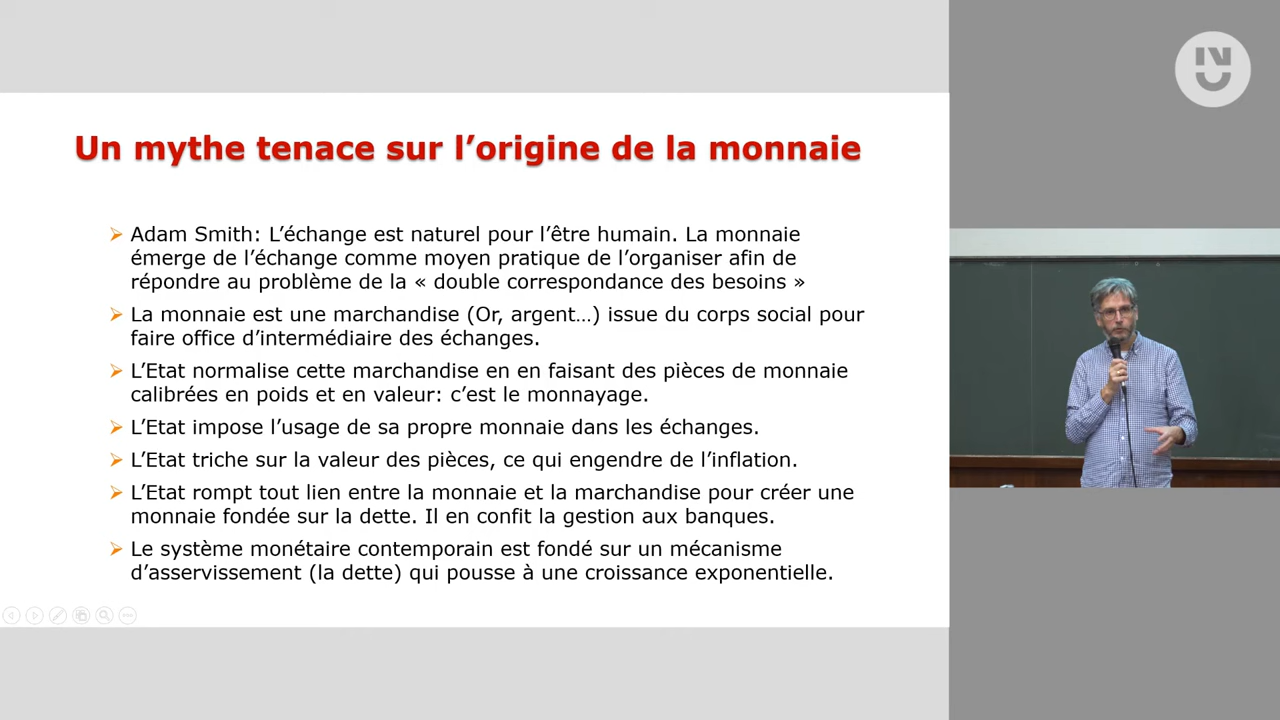 Un mythe tenace sur l’origine de la monnaie
Adam Smith: L’échange est naturel pour l’être humain. La monnaie
émerge de l’échange comme moyen pratique de l’organiser afin de
répondre au problème de la « double correspondance des besoins »
La monnaie est une marchandise (Or, argent…) issue du corps social pour
faire office d’intermédiaire des échanges.
L’Etat normalise cette marchandise en en faisant des pièces de monnaie
calibrées en poids et en valeur: c’est le monnayage.
L’Etat impose l’usage de sa propre monnaie dans les échanges.
L’Etat triche sur la valeur des pièces, ce qui engendre de l’inflation.
L’Etat rompt tout lien entre la monnaie et la marchandise pour créer une
monnaie fondée sur la dette. Il en confit la gestion aux banques.
Le système monétaire contemporain est fondé sur un mécanisme
d’asservissement (la dette) qui pousse à une croissance exponentielle.